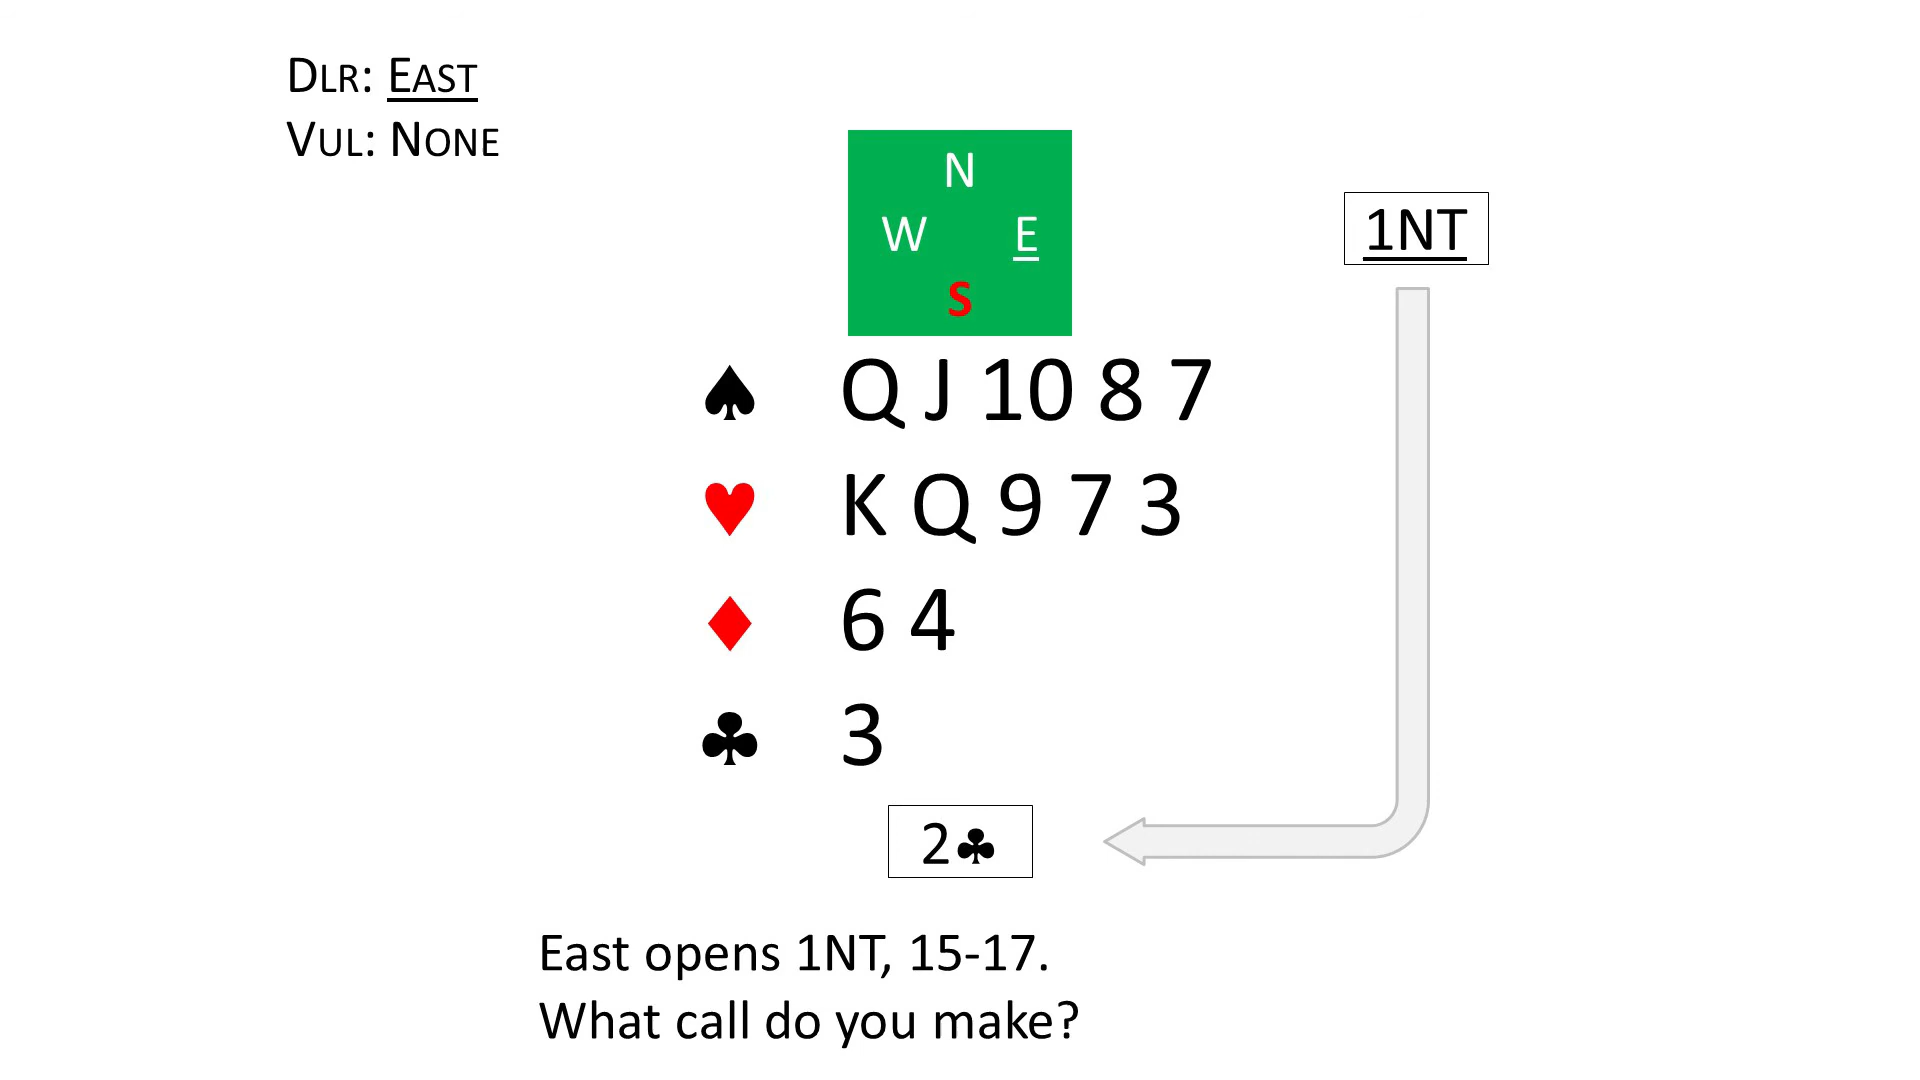 DLR: EAST
VUL: NONE
N
W E
S
1NT
♠ Q J 10 8 7
♥ K Q 9 7 3
♦ 6 4
♣ 3
2♣
East opens 1NT, 15-17.
What call do you make?